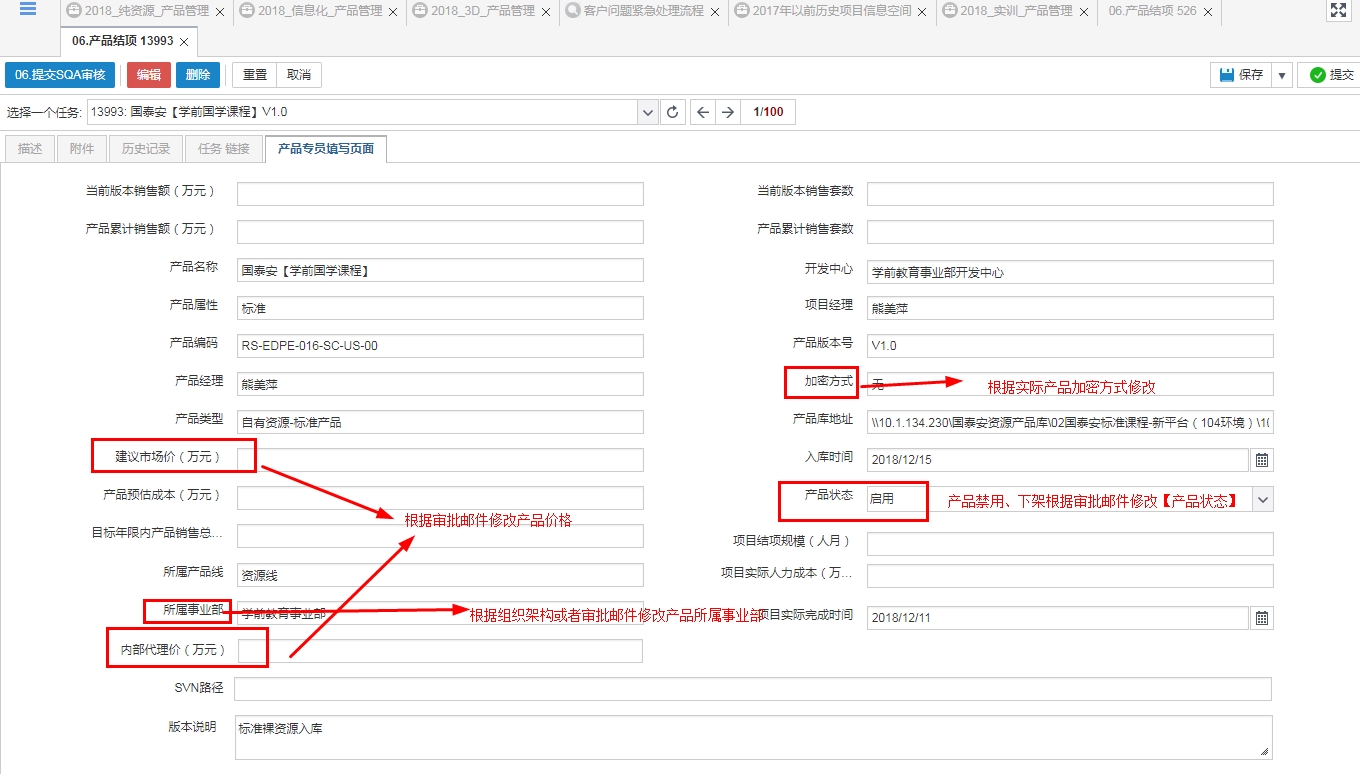 2018_纯资源_产品管理 2018_信息化_产品管理 2018_3D_产品管理 客户问题紧急处理流程 2017年以前历史项目信息空间 2018_实训_产品管理 06.产品结项 526
06.产品结项 13993
06.提交SQA审核 编辑 删除 重置 取消 保存 提交
选择一个任务: 13993: 国泰安【学前国学课程】V1.0 1/100
描述 附件 历史记录 任务 链接 产品专员填写页面
当前版本销售额（万元） 当前版本销售套数
产品累计销售额（万元） 产品累计销售套数
产品名称 国泰安【学前国学课程】 开发中心 学前教育事业部开发中心
产品属性 标准 项目经理 熊美萍
产品编码 RS-EDPE-016-SC-US-00 产品版本号 V1.0
产品经理 熊美萍 加密方式 无 根据实际产品加密方式修改
产品类型 自有资源-标准产品 产品库地址 \\10.1.134.230\国泰安资源产品库\02国泰安标准课程-新平台（104环境）\1
建议市场价（万元） 入库时间 2018/12/15
产品预估成本（万元） 产品状态 启用 产品禁用、下架根据审批邮件修改【产品状态】
根据审批邮件修改产品价格
目标年限内产品销售总... 项目结项规模（人月）
所属产品线 资源线 项目实际人力成本（万...
所属事业部 学前教育事业部 根据组织架构或者审批邮件修改产品所属事业部 项目实际完成时间 2018/12/11
内部代理价（万元）
SVN路径
版本说明 标准裸资源入库